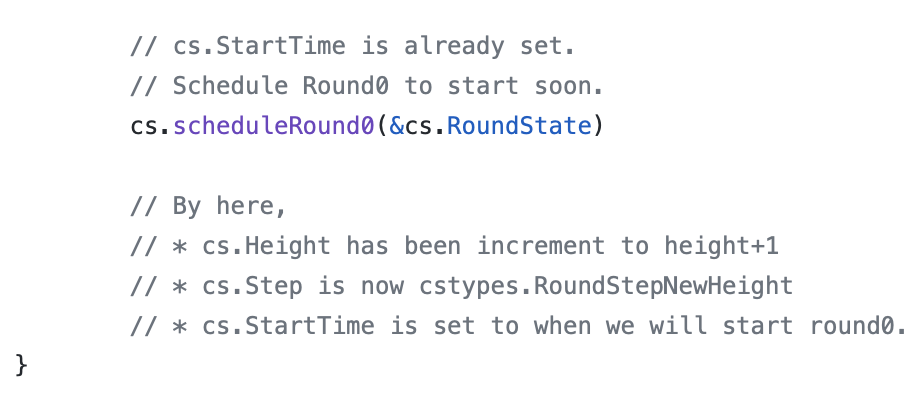 // cs.StartTime is already set.
// Schedule Round0 to start soon.
cs.scheduleRound0(&cs.RoundState)
// By here,
// * cs.Height has been increment to height+1
// * cs.Step is now cstypes.RoundStepNewHeight
// * cs.StartTime is set to when we will start round0.
}